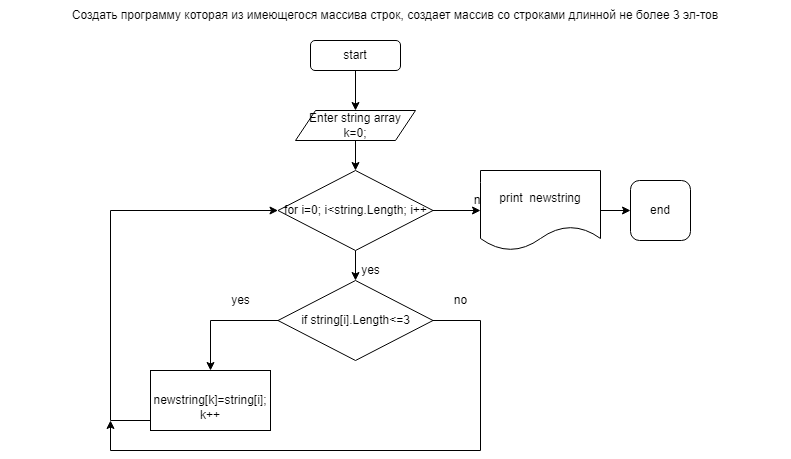 Создать программу которая из имеющегося массива строк, создает массив со строками длинной не более 3 эл-тов
start
Enter string array
k=0;
for i=0; i<string.Length; i++
n
print newstring
end
yes
yes
no
if string[i].Length<=3
newstring[k]=string[i];
k++